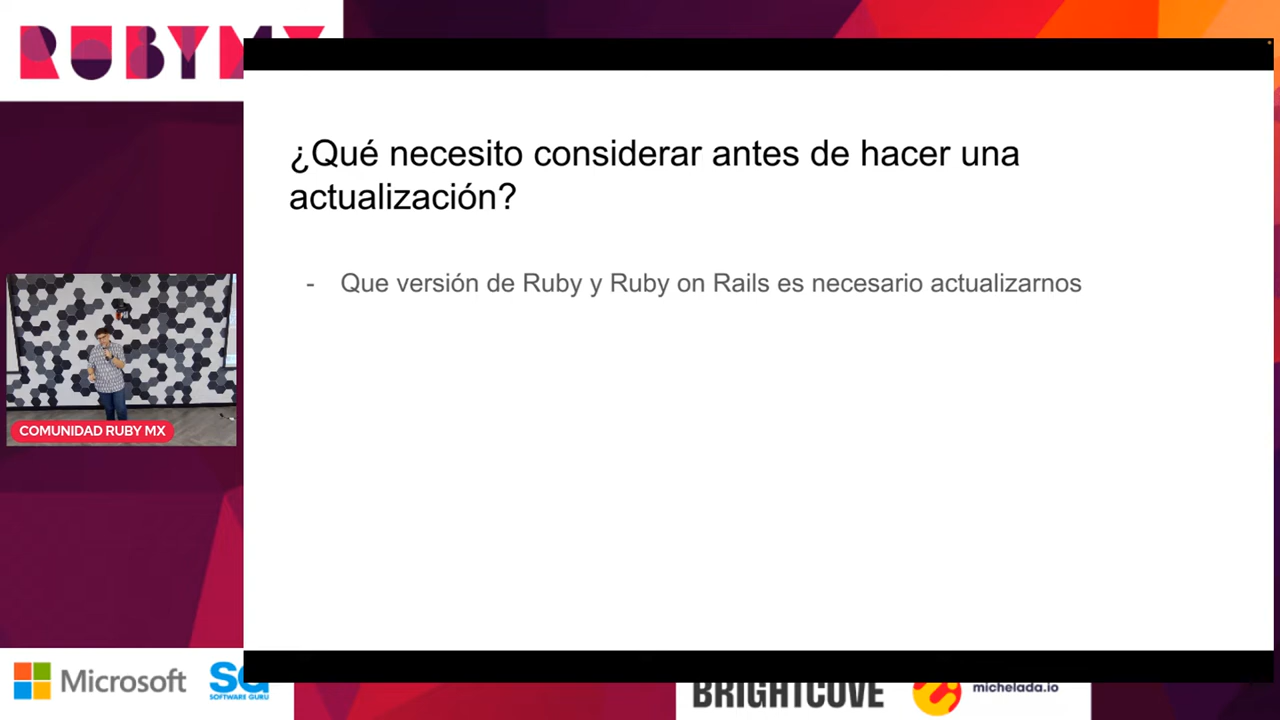 RUBYMX
¿Qué necesito considerar antes de hacer una
actualización?
- Que versión de Ruby y Ruby on Rails es necesario actualizarnos
COMUNIDAD RUBY MX
Microsoft
SG
SOFTWARE GURU
BRIGHTCOVE
michelada.io